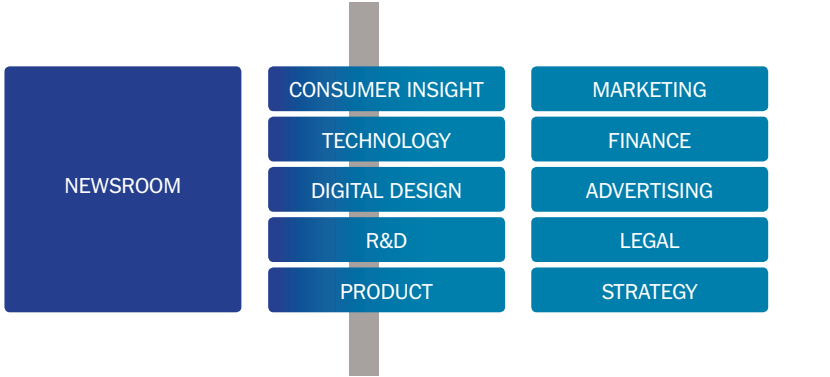 NEWSROOM
CONSUMER INSIGHT
TECHNOLOGY
DIGITAL DESIGN
R&D
PRODUCT
MARKETING
FINANCE
ADVERTISING
LEGAL
STRATEGY